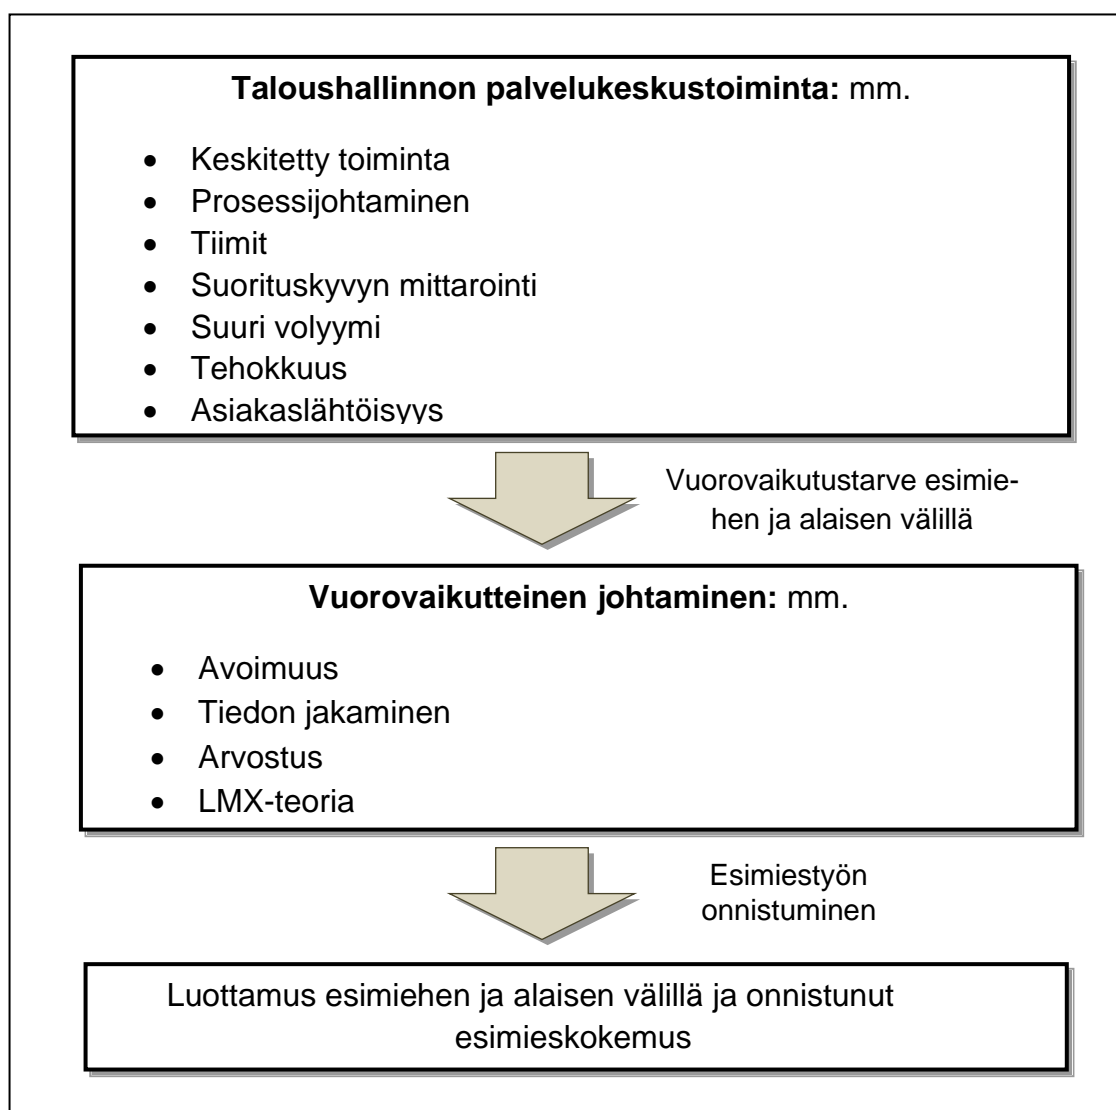 Taloushallinnon palvelukeskustoiminta: mm.
• Keskitetty toiminta
• Prosessijohtaminen
• Tiimit
• Suorituskyvyn mittarointi
• Suuri volyymi
• Tehokkuus
• Asiakaslähtöisyys
Vuorovaikutustarve esimie-
hen ja alaisen välillä
Vuorovaikutteinen johtaminen: mm.
• Avoimuus
• Tiedon jakaminen
• Arvostus
• LMX-teoria
Esimiestyön
onnistuminen
Luottamus esimiehen ja alaisen välillä ja onnistunut
esimieskokemus